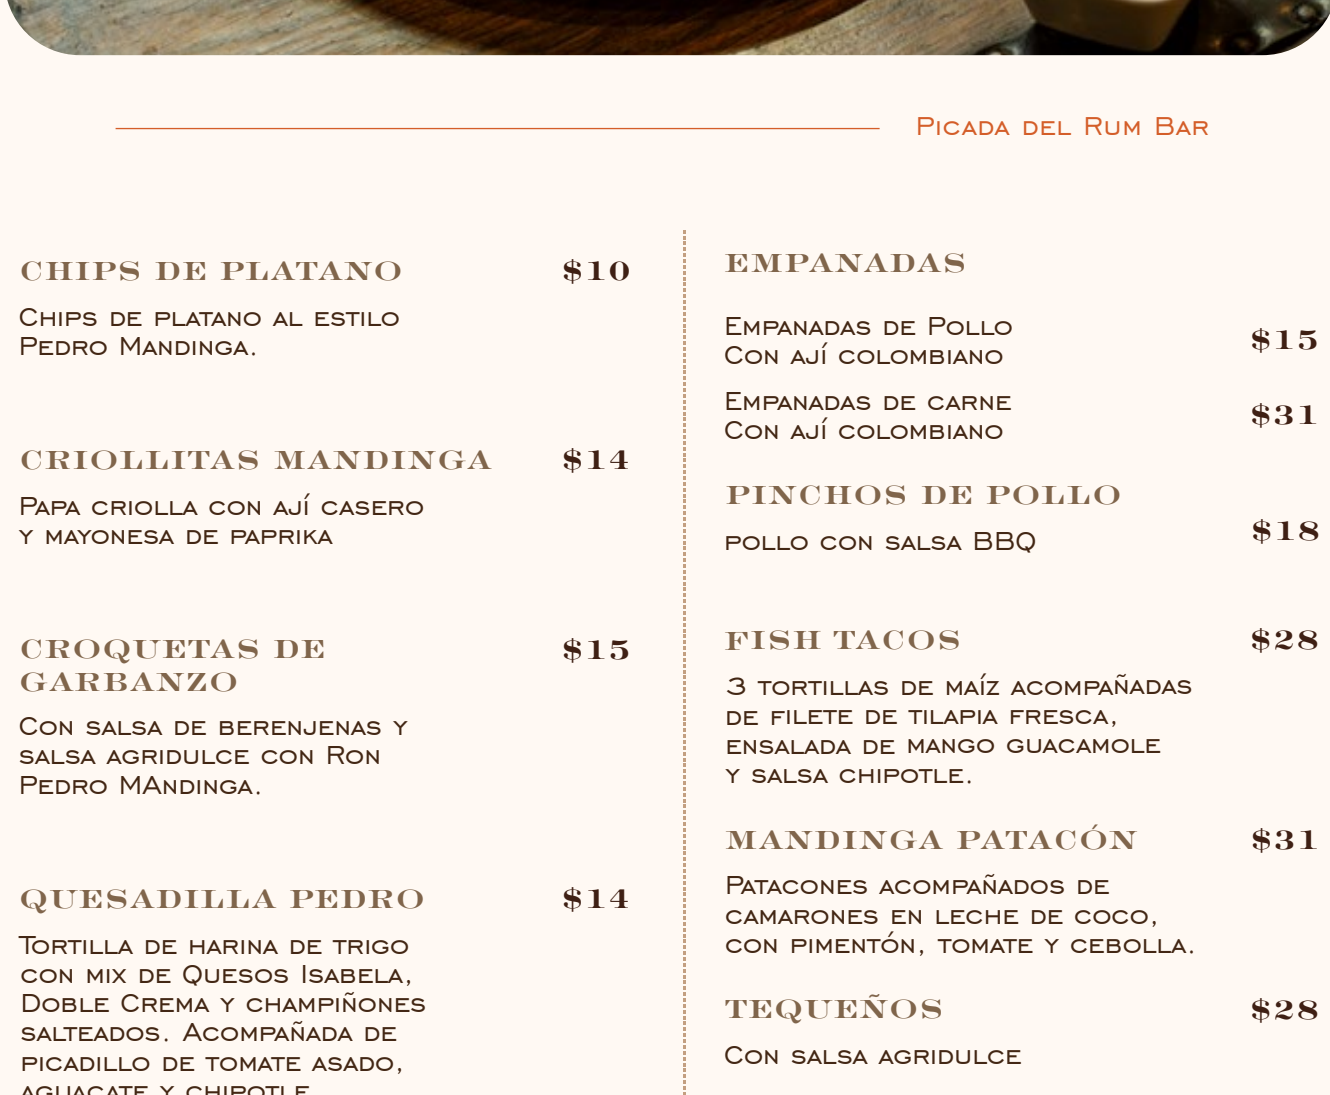 Picada del Rum Bar
CHIPS DE PLATANO $10
Chips de platano al estilo
Pedro Mandinga.
CRIOLLITAS MANDINGA $14
Papa criolla con ají casero
y mayonesa de paprika
CROQUETAS DE $15
GARBANZO
Con salsa de berenjenas y
salsa agridulce con Ron
Pedro MAndinga.
QUESADILLA PEDRO $14
Tortilla de harina de trigo
con mix de Quesos Isabela,
Doble Crema y champiñones
salteados. Acompañada de
picadillo de tomate asado,
aguacate y chipotle
EMPANADAS
Empanadas de Pollo
Con ají colombiano $15
Empanadas de carne
Con ají colombiano $31
PINCHOS DE POLLO
pollo con salsa BBQ $18
FISH TACOS $28
3 tortillas de maíz acompañadas
de filete de tilapia fresca,
ensalada de mango guacamole
y salsa chipotle.
MANDINGA PATACÓN $31
Patacones acompañados de
camarones en leche de coco,
con pimentón, tomate y cebolla.
TEQUEÑOS $28
Con salsa agridulce